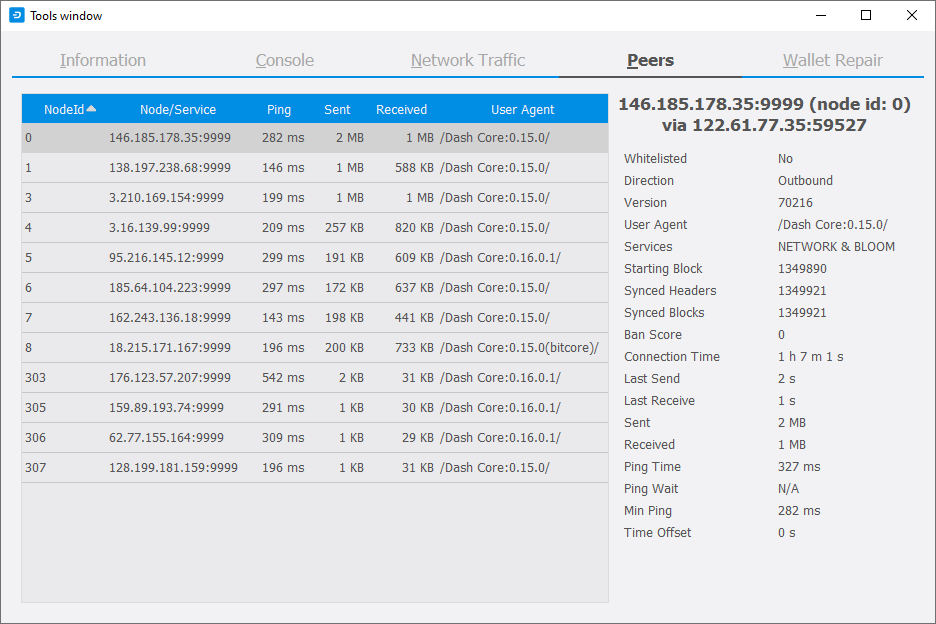 Tools window
Information Console Network Traffic Peers Wallet Repair
NodeId Node/Service Ping Sent Received User Agent
0 146.185.178.35:9999 282 ms 2 MB 1 MB /Dash Core:0.15.0/
1 138.197.238.68:9999 146 ms 1 MB 588 KB /Dash Core:0.15.0/
3 3.210.169.154:9999 199 ms 1 MB 1 MB /Dash Core:0.15.0/
4 3.16.139.99:9999 209 ms 257 KB 820 KB /Dash Core:0.15.0/
5 95.216.145.12:9999 299 ms 191 KB 609 KB /Dash Core:0.16.0.1/
6 185.64.104.223:9999 297 ms 172 KB 637 KB /Dash Core:0.15.0/
7 162.243.136.18:9999 143 ms 198 KB 441 KB /Dash Core:0.15.0/
8 18.215.171.167:9999 196 ms 200 KB 733 KB /Dash Core:0.15.0(bitcore)/
303 176.123.57.207:9999 542 ms 2 KB 31 KB /Dash Core:0.16.0.1/
305 159.89.193.74:9999 291 ms 1 KB 30 KB /Dash Core:0.16.0.1/
306 62.77.155.164:9999 309 ms 1 KB 29 KB /Dash Core:0.16.0.1/
307 128.199.181.159:9999 196 ms 1 KB 31 KB /Dash Core:0.15.0/
146.185.178.35:9999 (node id: 0)
via 122.61.77.35:59527
Whitelisted No
Direction Outbound
Version 70216
User Agent /Dash Core:0.15.0/
Services NETWORK & BLOOM
Starting Block 1349890
Synced Headers 1349921
Synced Blocks 1349921
Ban Score 0
Connection Time 1 h 7 m 1 s
Last Send 2 s
Last Receive 1 s
Sent 2 MB
Received 1 MB
Ping Time 327 ms
Ping Wait N/A
Min Ping 282 ms
Time Offset 0 s